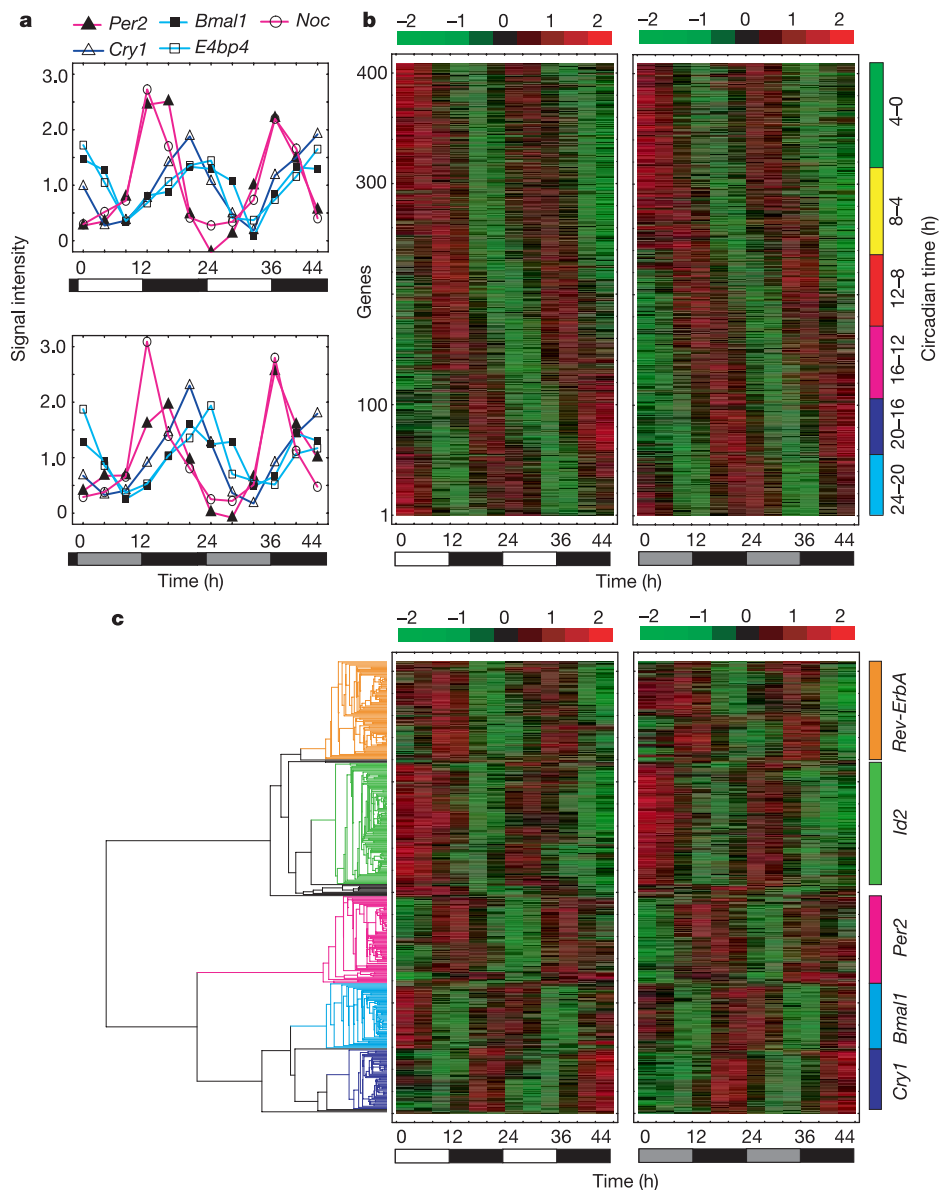 a
Per2 Bmal1 Noc
Cry1 E4bp4
3.0
2.0
1.0
0
0 12 24 36 44
3.0
2.0
1.0
0
0 12 24 36 44
Signal intensity
Time (h)
b
−2 −1 0 1 2
−2 −1 0 1 2
400
300
100
1
Genes
0 12 24 36 44
0 12 24 36 44
Time (h)
4–0
8–4
12–8
16–12
20–16
24–20
Circadian time (h)
c
−2 −1 0 1 2
−2 −1 0 1 2
Rev-ErbA
Id2
Per2
Bmal1
Cry1
0 12 24 36 44
0 12 24 36 44
Time (h)